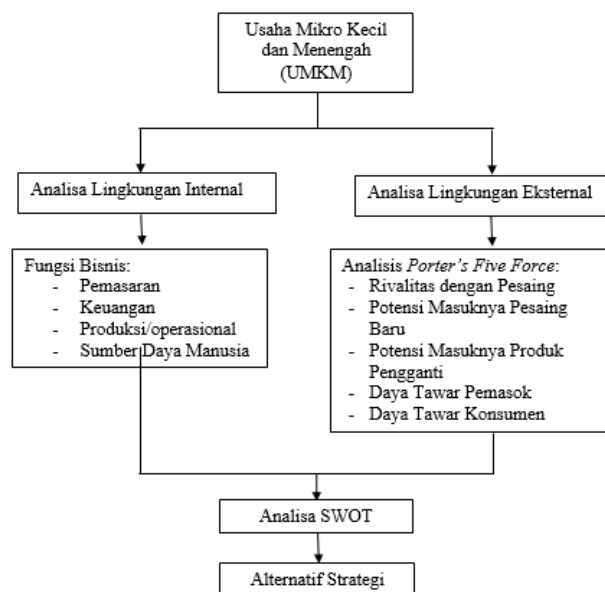 Usaha Mikro Kecil
dan Menengah
(UMKM)
Analisa Lingkungan Internal
Analisa Lingkungan Eksternal
Fungsi Bisnis:
- Pemasaran
- Keuangan
- Produksi/operasional
- Sumber Daya Manusia
Analisis Porter's Five Force:
- Rivalitas dengan Pesaing
- Potensi Masuknya Pesaing
Baru
- Potensi Masuknya Produk
Pengganti
- Daya Tawar Pemasok
- Daya Tawar Konsumen
Analisa SWOT
Alternatif Strategi